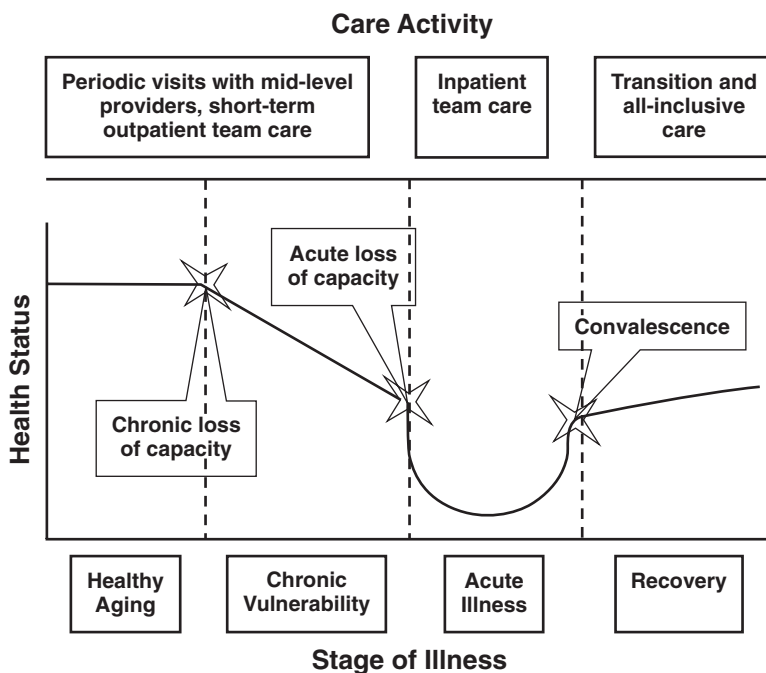 Care Activity
Periodic visits with mid-level
providers, short-term
outpatient team care
Inpatient
team care
Transition and
all-inclusive
care
Health Status
Acute loss
of capacity
Convalescence
Chronic loss
of capacity
Healthy
Aging
Chronic
Vulnerability
Acute
Illness
Recovery
Stage of Illness